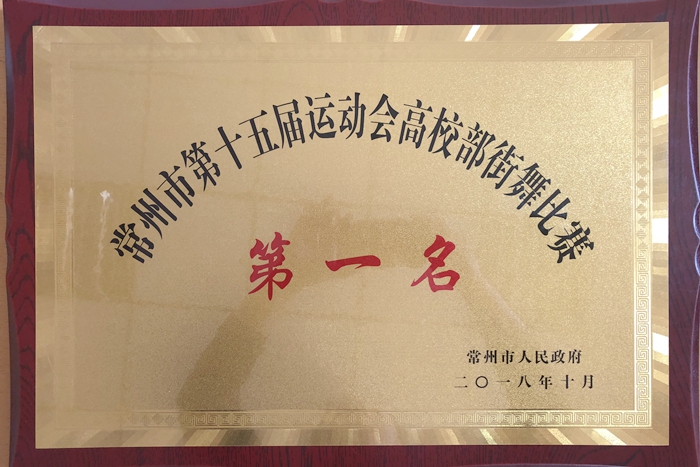 常州市第十五届运动会高校部街舞比赛
第一名
常州市人民政府
二〇一八年十月